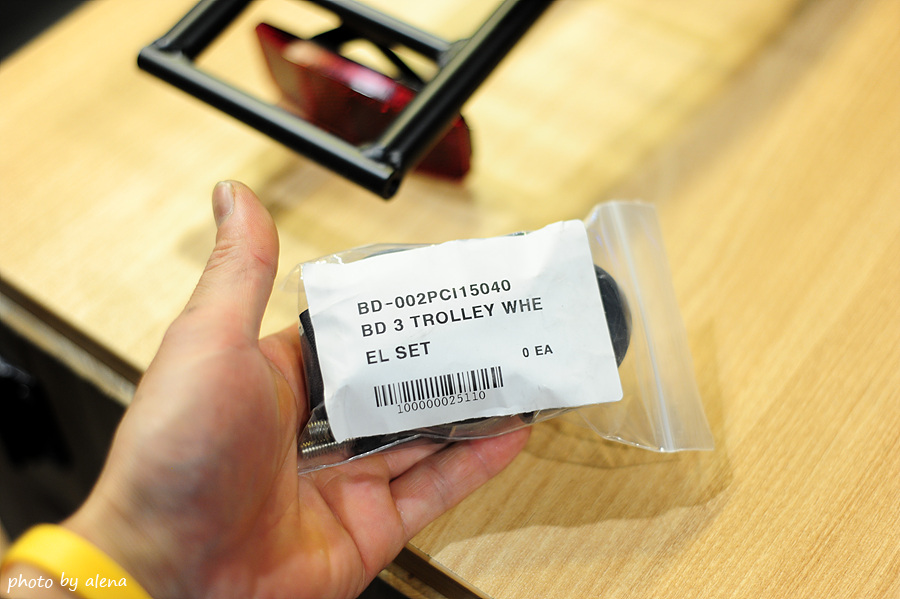 BD-002PCI15040
BD 3 TROLLEY WHE
EL SET
0 EA
100000025110
photo by alena